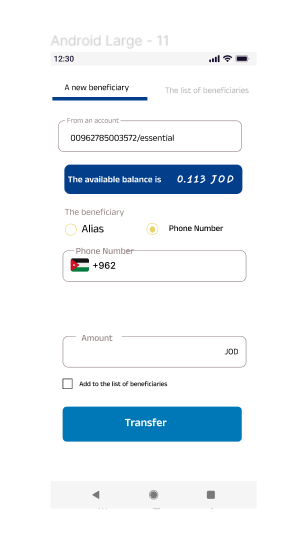 Android Large - 11
12:30
A new beneficiary
The list of beneficiaries
From an account
00962785003572/essential
The available balance is 0.113 JOD
The beneficiary
Alias
Phone Number
Phone Number
+962
Amount
JOD
Add to the list of beneficiaries
Transfer